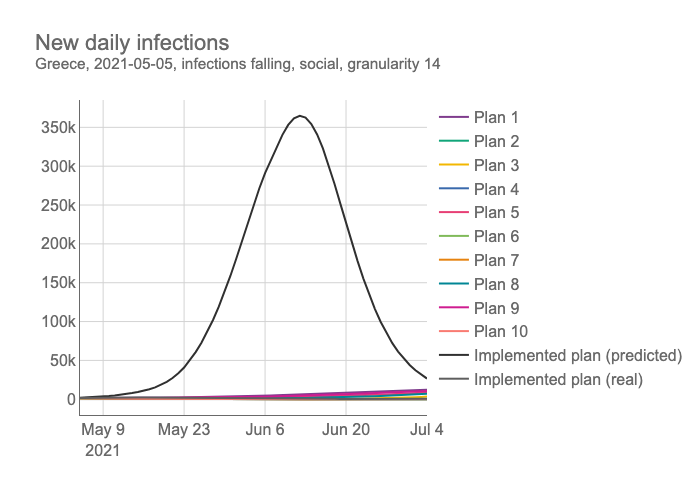 New daily infections
Greece, 2021-05-05, infections falling, social, granularity 14
350k
300k
250k
200k
150k
100k
50k
0
May 9
2021
May 23
Jun 6
Jun 20
Jul 4
Plan 1
Plan 2
Plan 3
Plan 4
Plan 5
Plan 6
Plan 7
Plan 8
Plan 9
Plan 10
Implemented plan (predicted)
Implemented plan (real)